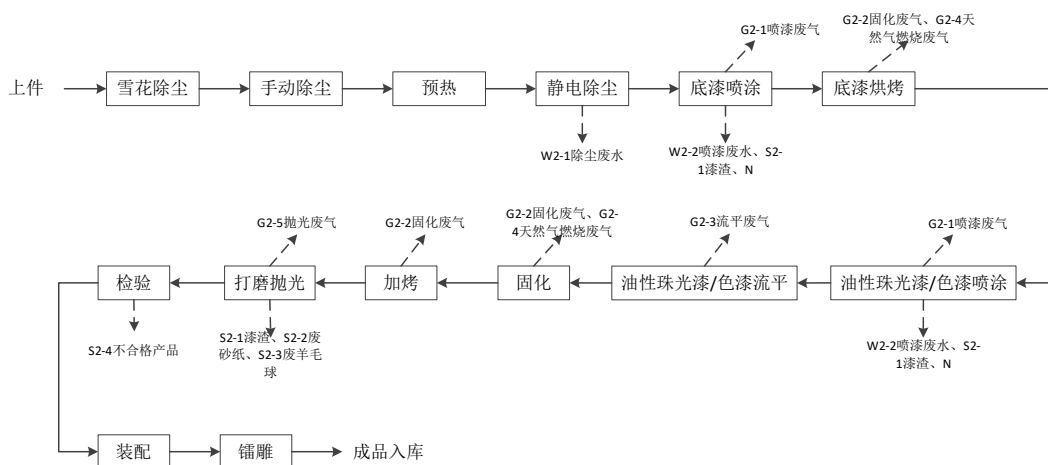 G2-1喷漆废气
G2-2固化废气、G2-4天
然气燃烧废气
上件
雪花除尘
手动除尘
预热
静电除尘
底漆喷涂
底漆烘烤
W2-1除尘废水
W2-2喷漆废水、S2-
1漆渣、N
G2-5抛光废气
G2-2固化废气
G2-2固化废气、G2-
4天然气燃烧废气
G2-3流平废气
G2-1喷漆废气
检验
打磨抛光
加烤
固化
油性珠光漆/色漆流平
油性珠光漆/色漆喷涂
S2-4不合格产品
S2-1漆渣、S2-2废
砂纸、S2-3废羊毛
球
W2-2喷漆废水、S2-
1漆渣、N
装配
镭雕
成品入库